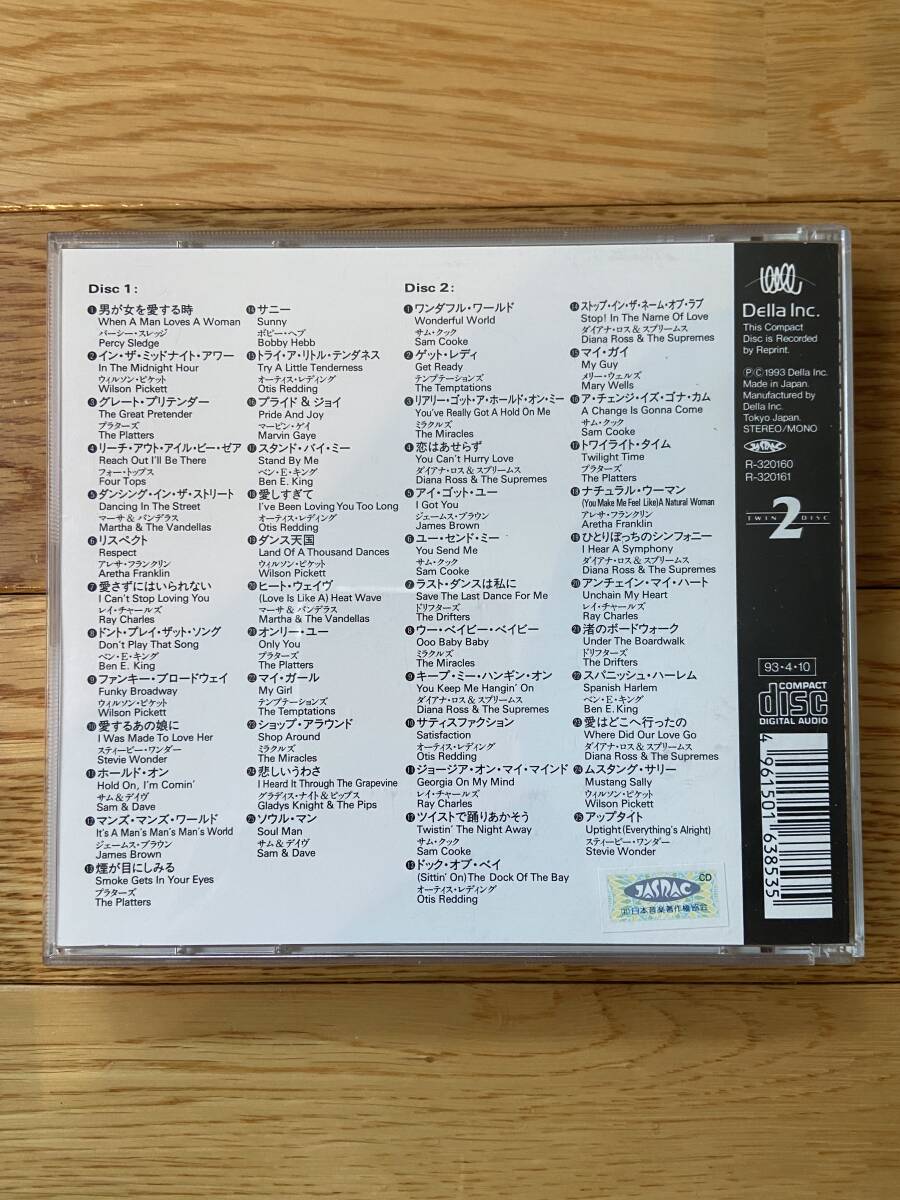 Disc 1:
❶男が女を愛する時
When A Man Loves A Woman
パーシー・スレッジ
Percy Sledge
❷イン・ザ・ミッドナイト・アワー
In The Midnight Hour
ウィルソン・ピケット
Wilson Pickett
❸グレート・プリテンダー
The Great Pretender
プラターズ
The Platters
❹リーチ・アウト・アイル・ビー・ゼア
Reach Out I'll Be There
フォー・トップス
Four Tops
❺ダンシング・イン・ザ・ストリート
Dancing In The Street
マーサ&バンデラス
Martha & The Vandellas
❻リスペクト
Respect
アレサ・フランクリン
Aretha Franklin
❼愛さずにはいられない
I Can't Stop Loving You
レイ・チャールズ
Ray Charles
❽ドント・プレイ・ザット・ソング
Don't Play That Song
ベン・E・キング
Ben E. King
❾ファンキー・ブロードウェイ
Funky Broadway
ウィルソン・ピケット
Wilson Pickett
❿愛するあの娘に
I Was Made To Love Her
スティービー・ワンダー
Stevie Wonder
⓫ホールド・オン
Hold On, I'm Comin'
サム&デイヴ
Sam & Dave
⓬マンズ・マンズ・ワールド
It's A Man's Man's Man's World
ジェームス・ブラウン
James Brown
⓭煙が目にしみる
Smoke Gets In Your Eyes
プラターズ
The Platters
⓮サニー
Sunny
ボビー・ヘブ
Bobby Hebb
⓯トライ・ア・リトル・テンダネス
Try A Little Tenderness
オーティス・レディング
Otis Redding
⓰プライド&ジョイ
Pride and Joy
マービン・ゲイ
Marvin Gaye
⓱スタンド・バイ・ミー
Stand By Me
ベン・E・キング
Ben E. King
⓲愛しすぎて
I've Been Loving You Too Long
オーティス・レディング
Otis Redding
⓳ダンス天国
Land Of A Thousand Dances
ウィルソン・ピケット
Wilson Pickett
⓴ヒート・ウェイヴ
(Love Is Like A) Heat Wave
マーサ&バンデラス
Martha & The Vandellas
㉑オンリー・ユー
Only You
プラターズ
The Platters
㉒マイ・ガール
My Girl
テンプテーションズ
The Temptations
㉓ショップ・アラウンド
Shop Around
ミラクルズ
The Miracles
㉔悲しいうわさ
I Heard It Through The Grapevine
グラディス・ナイト&ピップス
Gladys Knight & The Pips
㉕ソウル・マン
Soul Man
サム&デイヴ
Sam & Dave
Disc 2:
❶ワンダフル・ワールド
Wonderful World
サム・クック
Sam Cooke
❷ゲット・レディ
Get Ready
テンプテーションズ
The Temptations
❸リアリー・ゴット・ア・ホールド・オン・ミー
You've Really Got A Hold On Me
ミラクルズ
The Miracles
❹恋はあせらず
You Can't Hurry Love
ダイアナ・ロス&スプリームス
Diana Ross & The Supremes
❺アイ・ゴット・ユー
I Got You
ジェームス・ブラウン
James Brown
❻ユー・センド・ミー
You Send Me
サム・クック
Sam Cooke
❼ラスト・ダンスは私に
Save The Last Dance For Me
ドリフターズ
The Drifters
❽ウー・ベイビー・ベイビー
Ooo Baby Baby
ミラクルズ
The Miracles
❾キープ・ミー・ハンギン・オン
You Keep Me Hangin' On
ダイアナ・ロス&スプリームス
Diana Ross & The Supremes
❿サティスファクション
Satisfaction
オーティス・レディング
Otis Redding
⓫ジョージア・オン・マイ・マインド
Georgia On My Mind
レイ・チャールズ
Ray Charles
⓬ツイストで踊りあかそう
Twistin' The Night Away
サム・クック
Sam Cooke
⓭ドック・オブ・ベイ
(Sittin' On)The Dock Of The Bay
オーティス・レディング
Otis Redding
⓮ストップ・イン・ザ・ネーム・オブ・ラブ
Stop! In The Name Of Love
ダイアナ・ロス&スプリームス
Diana Ross & The Supremes
⓯マイ・ガイ
My Guy
メリー・ウェルズ
Mary Wells
⓰ア・チェンジ・イズ・ゴナ・カム
A Change Is Gonna Come
サム・クック
Sam Cooke
⓱トワイライト・タイム
Twilight Time
プラターズ
The Platters
⓲ナチュラル・ウーマン
(You Make Me Feel Like)A Natural Woman
アレサ・フランクリン
Aretha Franklin
⓳ひとりぼっちのシンフォニー
I Hear A Symphony
ダイアナ・ロス&スプリームス
Diana Ross & The Supremes
⓴アンチェイン・マイ・ハート
Unchain My Heart
レイ・チャールズ
Ray Charles
㉑渚のボードウォーク
Under The Boardwalk
ドリフターズ
The Drifters
㉒スパニッシュ・ハーレム
Spanish Harlem
ベン・E・キング
Ben E. King
㉓愛はどこへ行ったの
Where Did Our Love Go
ダイアナ・ロス&スプリームス
Diana Ross & The Supremes
㉔ムスタング・サリー
Mustang Sally
ウィルソン・ピケット
Wilson Pickett
㉕アップタイト
Uptight(Everything's Alright)
スティービー・ワンダー
Stevie Wonder
JASRAC
CD
日本音楽著作権協会
Della Inc.
This Compact
Disc is Recorded
by Reprint.
ⓅⒸ1993 Della Inc.
Made in Japan.
Manufactured by
Della Inc.
Tokyo Japan.
STEREO/MONO
JASRAC
R-320160
R-320161
TWIN 2 DISC
93・4・10
COMPACT
disc
DIGITAL AUDIO
4961501638535